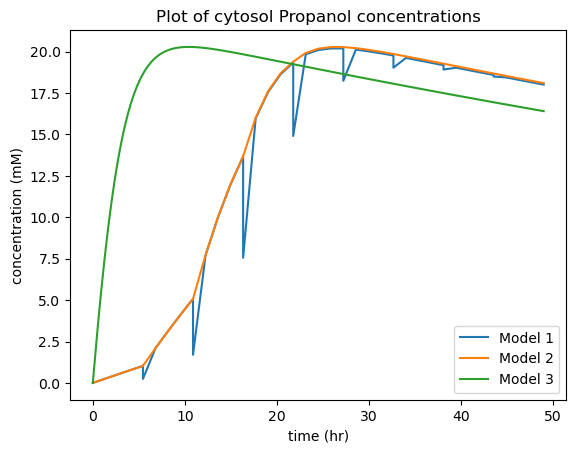 Plot of cytosol Propanol concentrations
20.0
17.5
15.0
12.5
10.0
7.5
5.0
2.5
0.0
concentration (mM)
Model 1
Model 2
Model 3
0 10 20 30 40 50
time (hr)